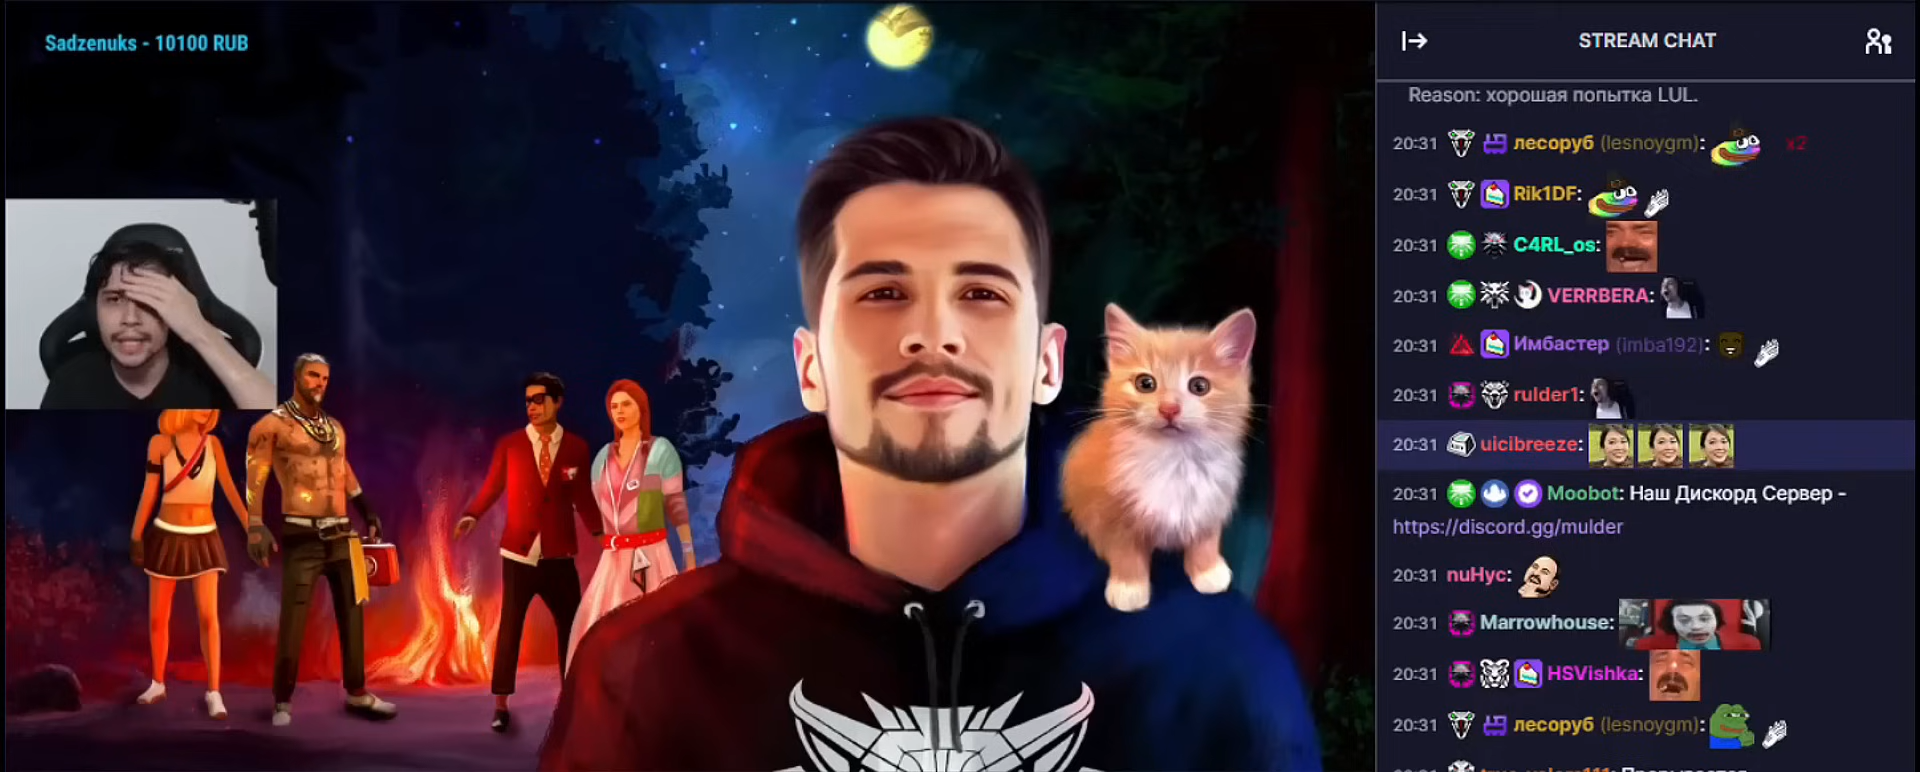 Sadzenuks - 10100 RUB
STREAM CHAT
Reason: хорошая попытка LUL.
20:31 лесоруб (lesnoygm): x2
20:31 Rik1DF:
20:31 C4RL_os:
20:31 VERRBERA:
20:31 Имбастер (imba192):
20:31 rulder1:
20:31 uicibreeze:
20:31 Moobot: Наш Дискорд Сервер -
https://discord.gg/mulder
20:31 nuHyc:
20:31 Marrowhouse:
20:31 HSVishka:
20:31 лесоруб (lesnoygm):